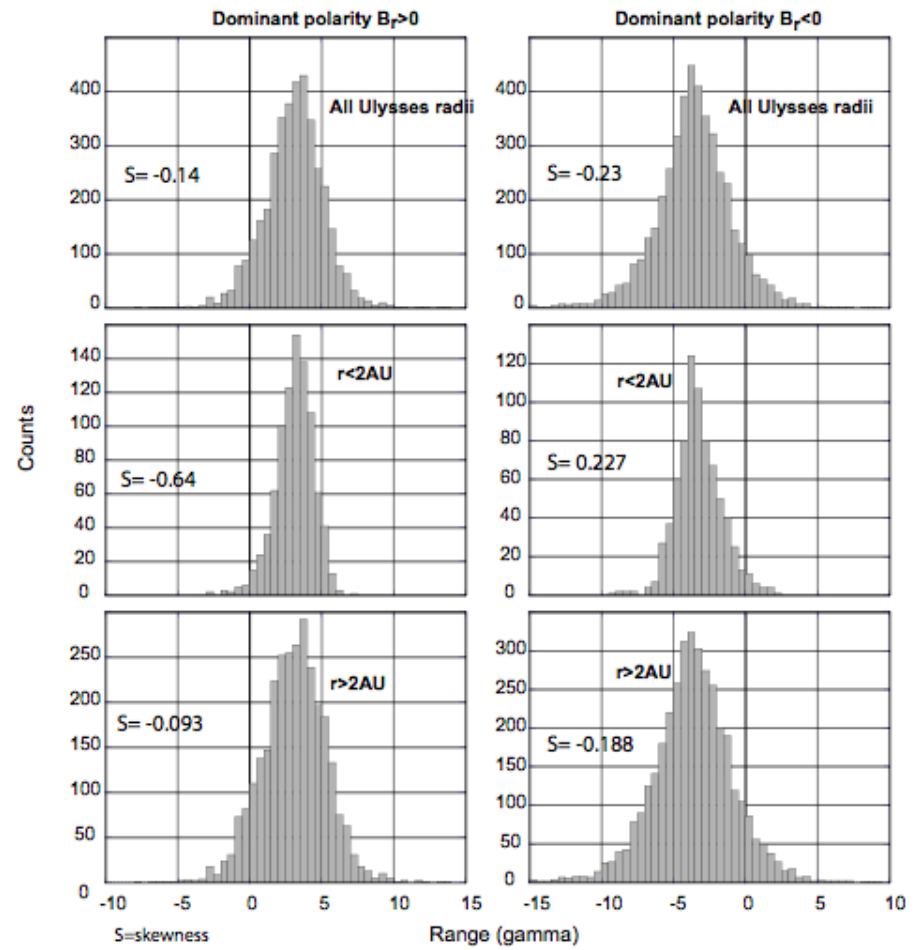 Dominant polarity Br>0
Dominant polarity Br<0
400
300
200
100
0
All Ulysses radii
S= -0.14
400
300
200
100
0
All Ulysses radii
S= -0.23
Counts
140
120
100
80
60
40
20
0
r<2AU
S= -0.64
120
100
80
60
40
20
0
r<2AU
S= 0.227
250
200
150
100
50
0
r>2AU
S= -0.093
300
250
200
150
100
50
0
r>2AU
S= -0.188
-10 -5 0 5 10 15
-15 -10 -5 0 5 10
S=skewness
Range (gamma)